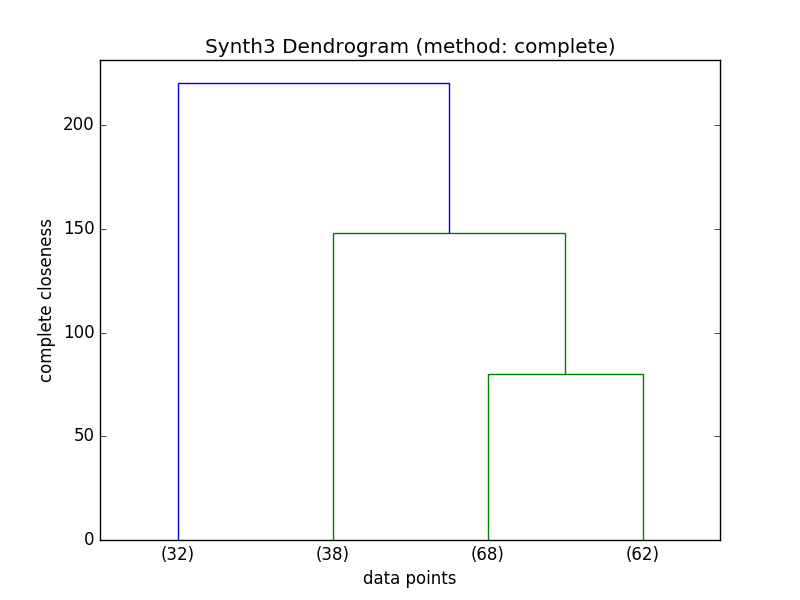 Synth3 Dendrogram (method: complete)
complete closeness
200
150
100
50
0
(32) (38) (68) (62)
data points